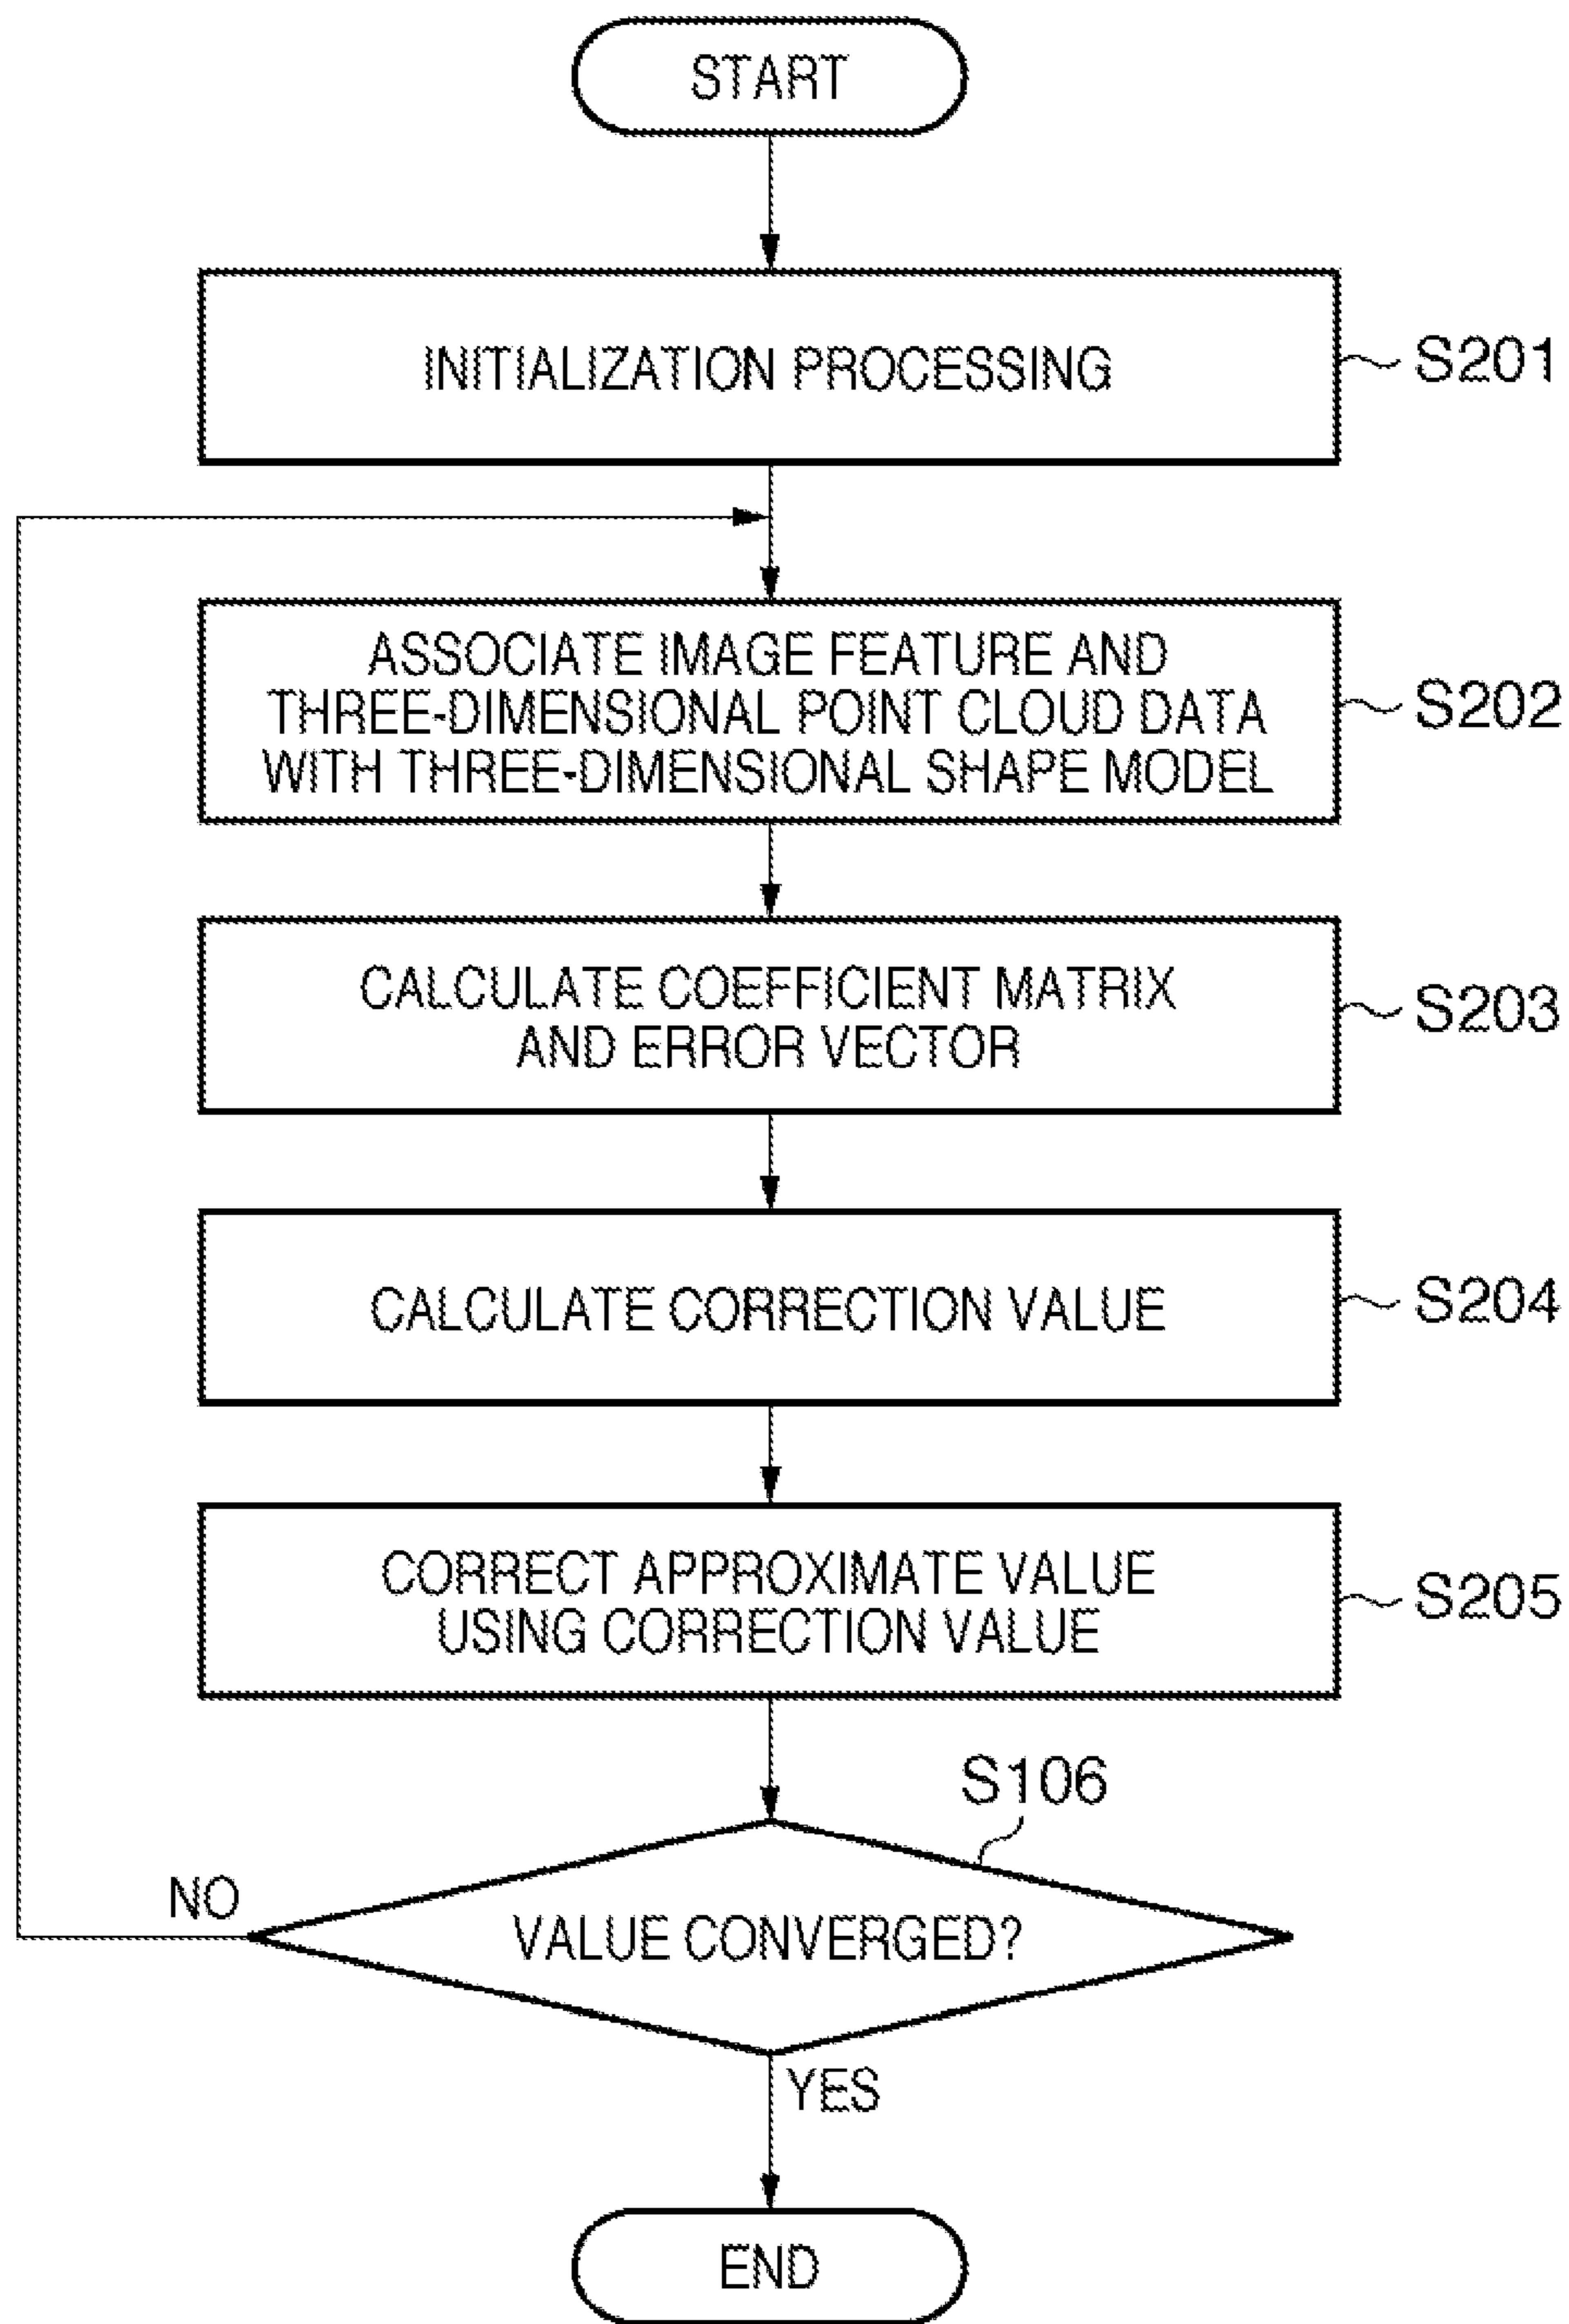 START
INITIALIZATION PROCESSING
S201
ASSOCIATE IMAGE FEATURE AND
THREE-DIMENSIONAL POINT CLOUD DATA
WITH THREE-DIMENSIONAL SHAPE MODEL
S202
CALCULATE COEFFICIENT MATRIX
AND ERROR VECTOR
S203
CALCULATE CORRECTION VALUE
S204
CORRECT APPROXIMATE VALUE
USING CORRECTION VALUE
S205
S106
NO
VALUE CONVERGED?
YES
END